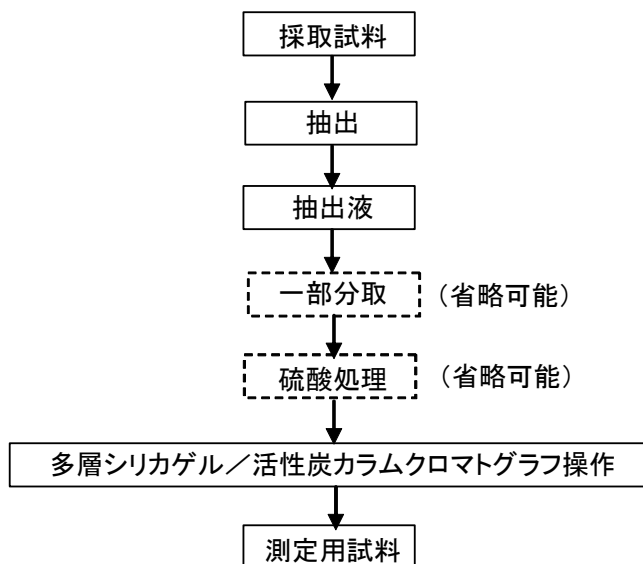 採取試料
抽出
抽出液
一部分取 （省略可能）
硫酸処理 （省略可能）
多層シリカゲル／活性炭カラムクロマトグラフ操作
測定用試料